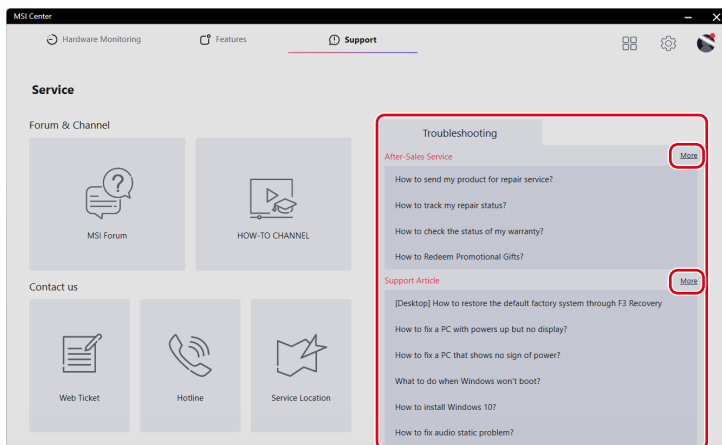 MSI Center
Hardware Monitoring
Features
Support
Service
Forum & Channel
MSI Forum
HOW-TO CHANNEL
Contact us
Web Ticket
Hotline
Service Location
Troubleshooting
After-Sales Service
More
How to send my product for repair service?
How to track my repair status?
How to check the status of my warranty?
How to Redeem Promotional Gifts?
Support Article
More
[Desktop] How to restore the default factory system through F3 Recovery
How to fix a PC with powers up but no display?
How to fix a PC that shows no sign of power?
What to do when Windows won't boot?
How to install Windows 10?
How to fix audio static problem?